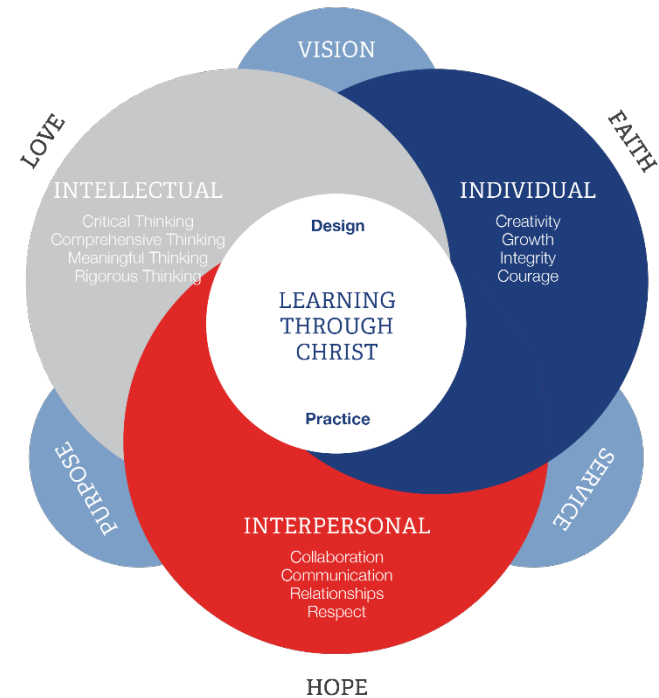 VISION
LOVE
FAITH
INTELLECTUAL
Critical Thinking
Comprehensive Thinking
Meaningful Thinking
Rigorous Thinking
INDIVIDUAL
Creativity
Growth
Integrity
Courage
Design
LEARNING
THROUGH
CHRIST
Practice
PURPOSE
SERVICE
INTERPERSONAL
Collaboration
Communication
Relationships
Respect
HOPE